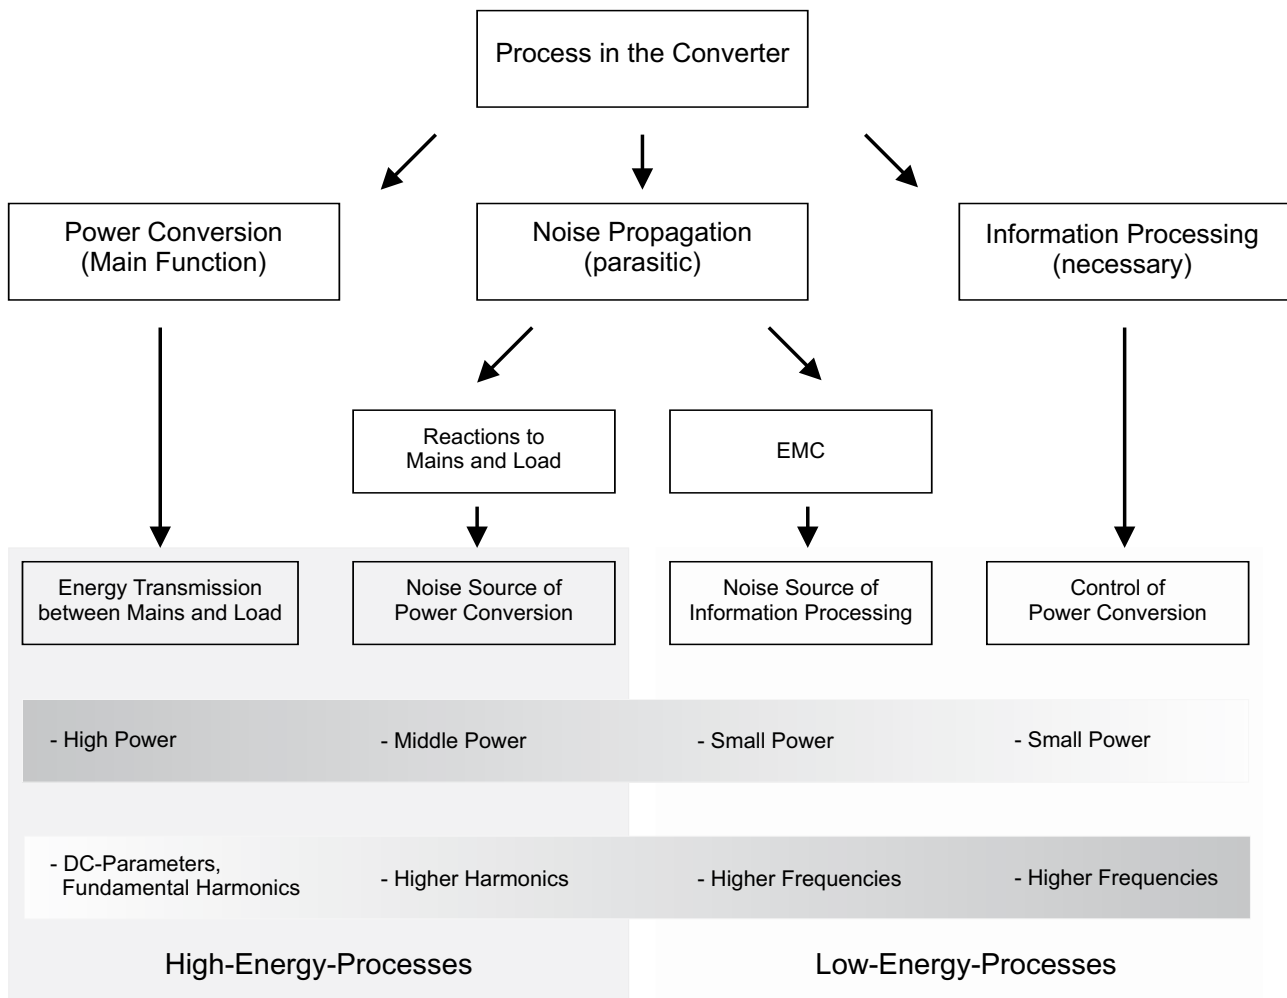 Process in the Converter
Power Conversion
(Main Function)
Noise Propagation
(parasitic)
Information Processing
(necessary)
Reactions to
Mains and Load
EMC
Energy Transmission
between Mains and Load
Noise Source of
Power Conversion
Noise Source of
Information Processing
Control of
Power Conversion
- High Power
- Middle Power
- Small Power
- Small Power
- DC-Parameters,
Fundamental Harmonics
- Higher Harmonics
- Higher Frequencies
- Higher Frequencies
High-Energy-Processes
Low-Energy-Processes